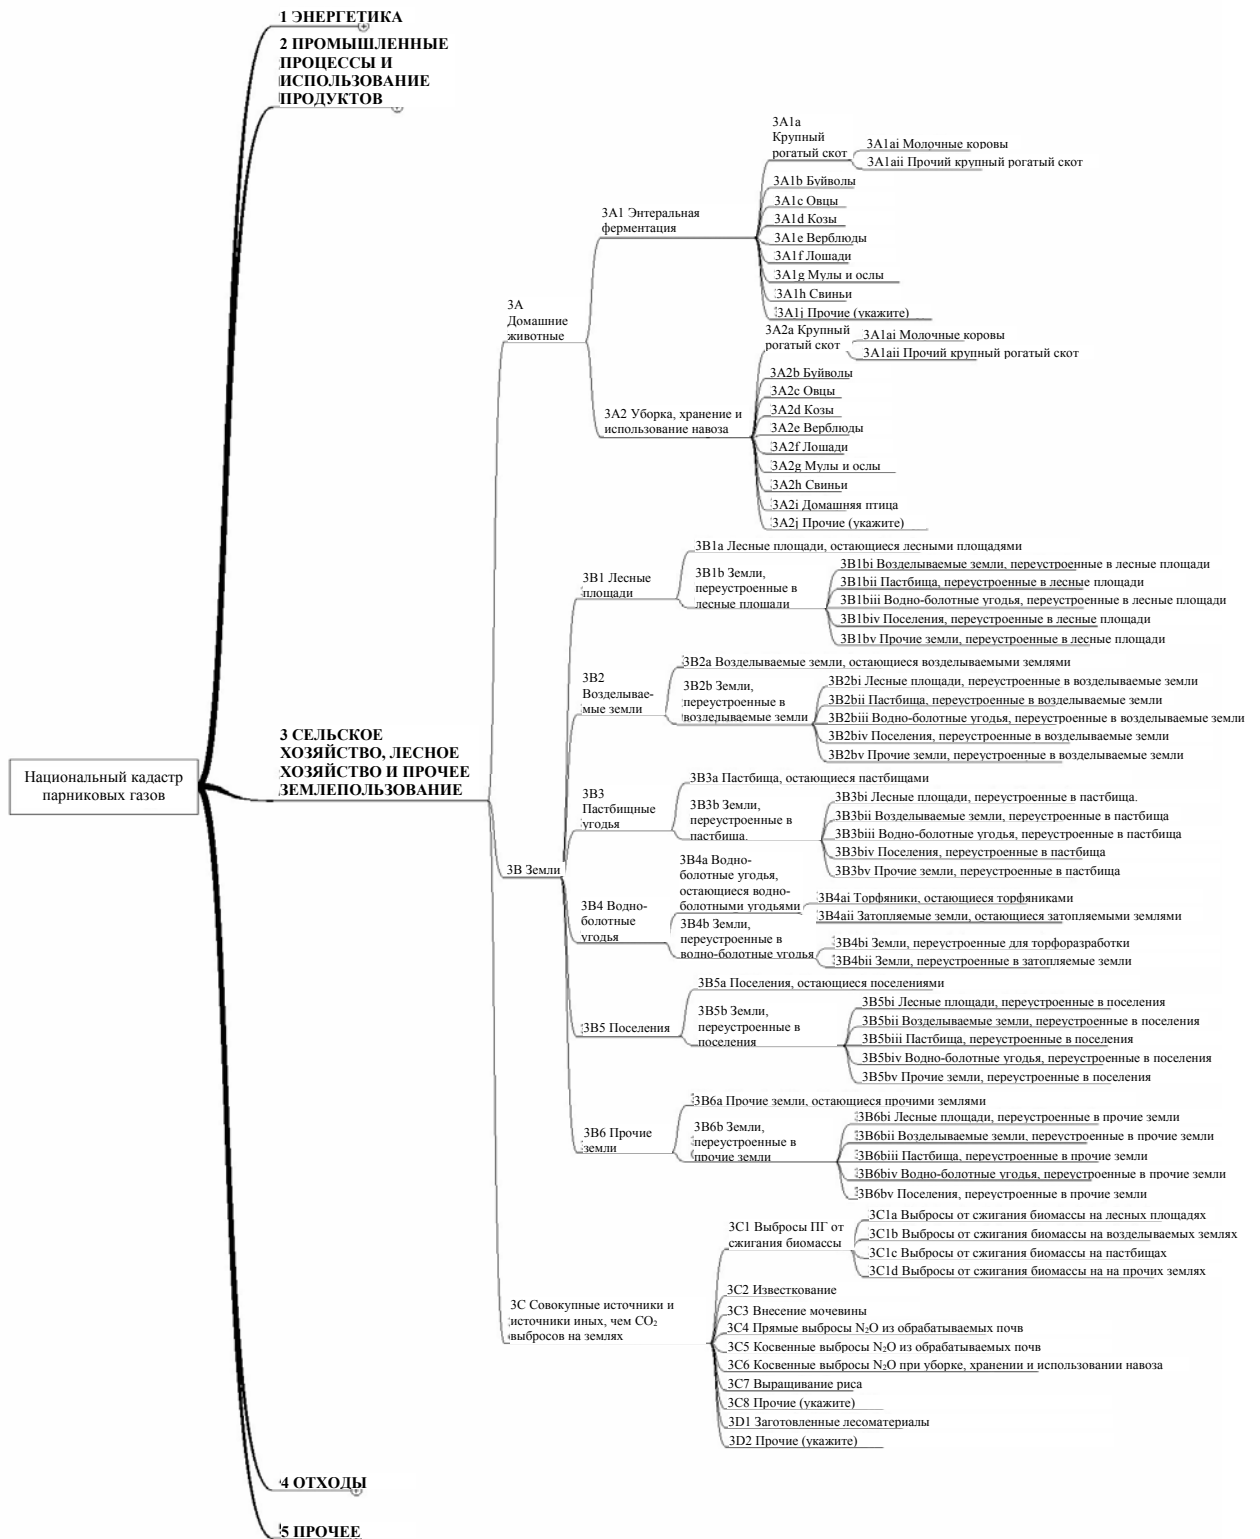 1 ЭНЕРГЕТИКА
2 ПРОМЫШЛЕННЫЕ
ПРОЦЕССЫ И
ИСПОЛЬЗОВАНИЕ
ПРОДУКТОВ
3A1a
Крупный
рогатый скот
3A1ai Молочные коровы
3A1aii Прочий крупный рогатый скот
3A1b Буйволы
3A1c Овцы
3A1d Козы
3A1e Верблюды
3A1f Лошади
3A1g Мулы и ослы
3A1h Свиньи
3A1j Прочие (укажите)
3A1 Энтеральная
ферментация
3A
Домашние
животные
3A2a Крупный
рогатый скот
3A1ai Молочные коровы
3A1aii Прочий крупный рогатый скот
3A2b Буйволы
3A2c Овцы
3A2d Козы
3A2e Верблюды
3A2f Лошади
3A2g Мулы и ослы
3A2h Свиньи
3A2i Домашняя птица
3A2j Прочие (укажите)
3A2 Уборка, хранение и
использование навоза
3B1 Лесные
площади
3B1a Лесные площади, остающиеся лесными площадями
3B1b Земли,
переустроенные в
лесные площади
3B1bi Возделываемые земли, переустроенные в лесные площади
3B1bii Пастбища, переустроенные в лесные площади
3B1biii Водно-болотные угодья, переустроенные в лесные площади
3B1biv Поселения, переустроенные в лесные площади
3B1bv Прочие земли, переустроенные в лесные площади
3B2
Возделывае-
мые земли
3B2a Возделываемые земли, остающиеся возделываемыми землями
3B2b Земли,
переустроенные в
возделываемые земли
3B2bi Лесные площади, переустроенные в возделываемые земли
3B2bii Пастбища, переустроенные в возделываемые земли
3B2biii Водно-болотные угодья, переустроенные в возделываемые земли
3B2biv Поселения, переустроенные в возделываемые земли
3B2bv Прочие земли, переустроенные в возделываемые земли
3 СЕЛЬСКОЕ
ХОЗЯЙСТВО, ЛЕСНОЕ
ХОЗЯЙСТВО И ПРОЧЕЕ
ЗЕМЛЕПОЛЬЗОВАНИЕ
Национальный кадастр
парниковых газов
3B3
Пастбищные
угодья
3B3a Пастбища, остающиеся пастбищами
3B3b Земли,
переустроенные в
пастбища.
3B3bi Лесные площади, переустроенные в пастбища.
3B3bii Возделываемые земли, переустроенные в пастбища
3B3biii Водно-болотные угодья, переустроенные в пастбища
3B3biv Поселения, переустроенные в пастбища
3B3bv Прочие земли, переустроенные в пастбища
3B Земли
3B4 Водно-
болотные
угодья
3B4a Водно-
болотные угодья,
остающиеся водно-
болотными угодьями
3B4ai Торфяники, остающиеся торфяниками
3B4aii Затопляемые земли, остающиеся затопляемыми землями
3B4b Земли,
переустроенные в
водно-болотные угодья
3B4bi Земли, переустроенные для торфоразработки
3B4bii Земли, переустроенные в затопляемые земли
3B5 Поселения
3B5a Поселения, остающиеся поселениями
3B5b Земли,
переустроенные в
поселения
3B5bi Лесные площади, переустроенные в поселения
3B5bii Возделываемые земли, переустроенные в поселения
3B5biii Пастбища, переустроенные в поселения
3B5biv Водно-болотные угодья, переустроенные в поселения
3B5bv Прочие земли, переустроенные в поселения
3B6 Прочие
земли
3B6a Прочие земли, остающиеся прочими землями
3B6b Земли,
переустроенные в
прочие земли
3B6bi Лесные площади, переустроенные в прочие земли
3B6bii Возделываемые земли, переустроенные в прочие земли
3B6biii Пастбища, переустроенные в прочие земли
3B6biv Водно-болотные угодья, переустроенные в прочие земли
3B6bv Поселения, переустроенные в прочие земли
3C1 Выбросы ПГ от
сжигания биомассы
3C1a Выбросы от сжигания биомассы на лесных площадях
3C1b Выбросы от сжигания биомассы на возделываемых землях
3C1c Выбросы от сжигания биомассы на пастбищах
3C1d Выбросы от сжигания биомассы на на прочих землях
3C Совокупные источники и
источники иных, чем CO₂
выбросов на землях
3C2 Известкование
3C3 Внесение мочевины
3C4 Прямые выбросы N₂O из обрабатываемых почв
3C5 Косвенные выбросы N₂O из обрабатываемых почв
3C6 Косвенные выбросы N₂O при уборке, хранении и использовании навоза
3C7 Выращивание риса
3C8 Прочие (укажите)
3D1 Заготовленные лесоматериалы
3D2 Прочие (укажите)
4 ОТХОДЫ
5 ПРОЧЕЕ